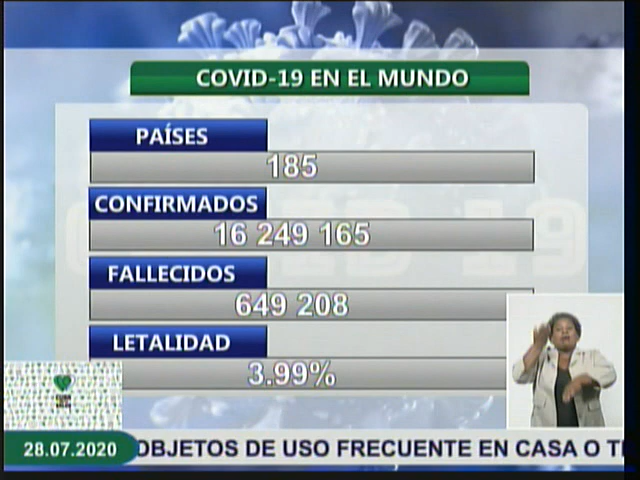 COVID-19 EN EL MUNDO
PAÍSES
185
CONFIRMADOS
16 249 165
FALLECIDOS
649 208
LETALIDAD
3.99%
28.07.2020
OBJETOS DE USO FRECUENTE EN CASA O T